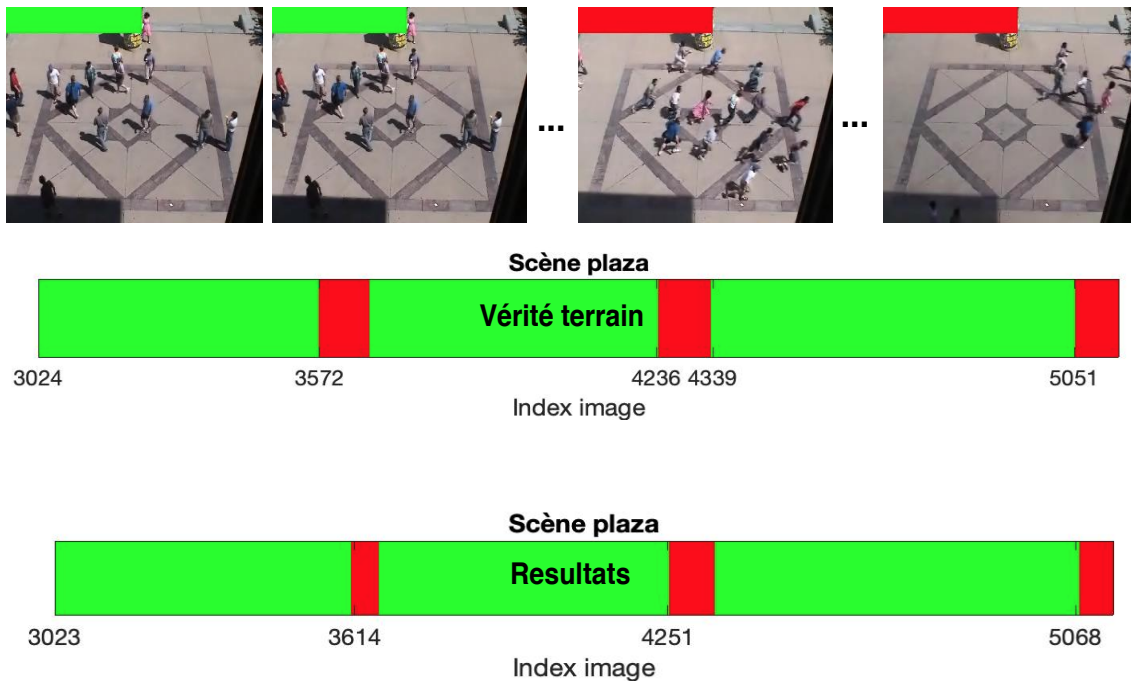 ... ...
Scène plaza
Vérité terrain
3024 3572 4236 4339 5051
Index image
Scène plaza
Resultats
3023 3614 4251 5068
Index image